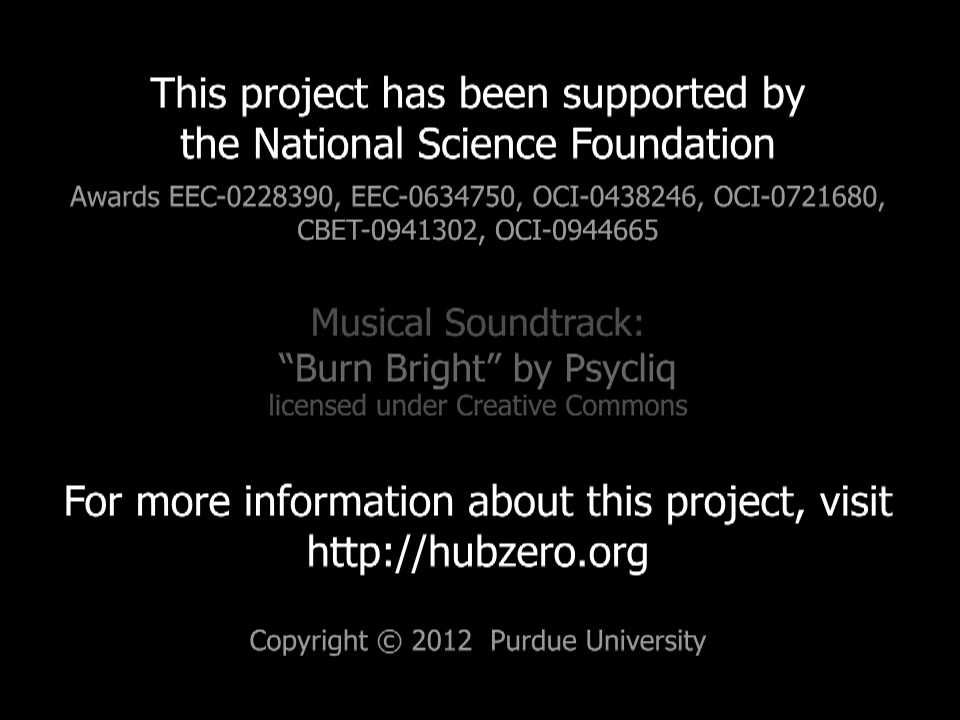 This project has been supported by
the National Science Foundation
Awards EEC-0228390, EEC-0634750, OCI-0438246, OCI-0721680,
CBET-0941302, OCI-0944665
Musical Soundtrack:
“Burn Bright” by Psycliq
licensed under Creative Commons
For more information about this project, visit
http://hubzero.org
Copyright © 2012 Purdue University